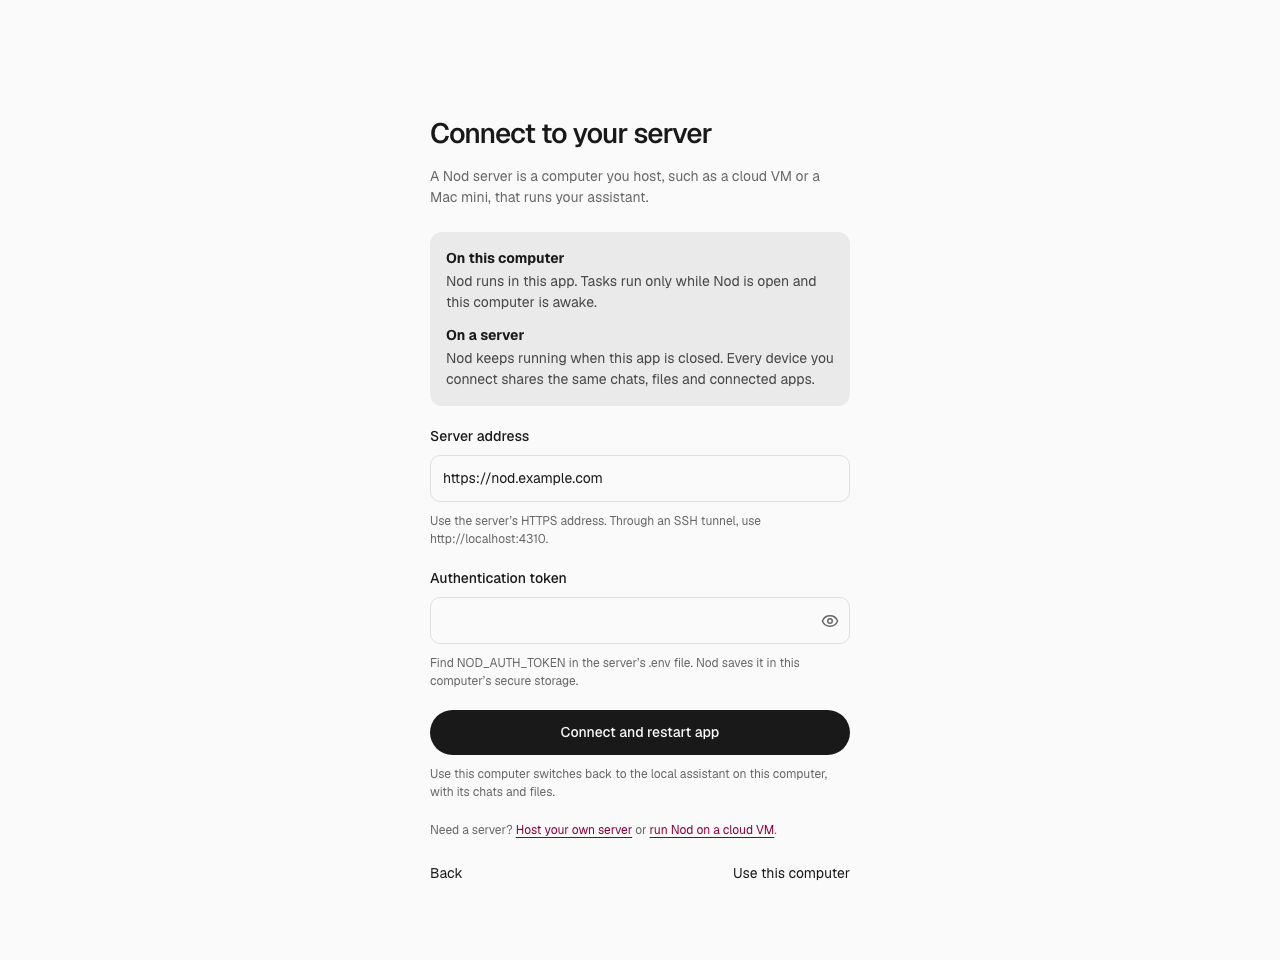 Connect to your server
A Nod server is a computer you host, such as a cloud VM or a
Mac mini, that runs your assistant.
On this computer
Nod runs in this app. Tasks run only while Nod is open and
this computer is awake.
On a server
Nod keeps running when this app is closed. Every device you
connect shares the same chats, files and connected apps.
Server address
https://nod.example.com
Use the server's HTTPS address. Through an SSH tunnel, use
http://localhost:4310.
Authentication token
Find NOD_AUTH_TOKEN in the server's .env file. Nod saves it in this
computer's secure storage.
Connect and restart app
Use this computer switches back to the local assistant on this computer,
with its chats and files.
Need a server? Host your own server or run Nod on a cloud VM.
Back
Use this computer